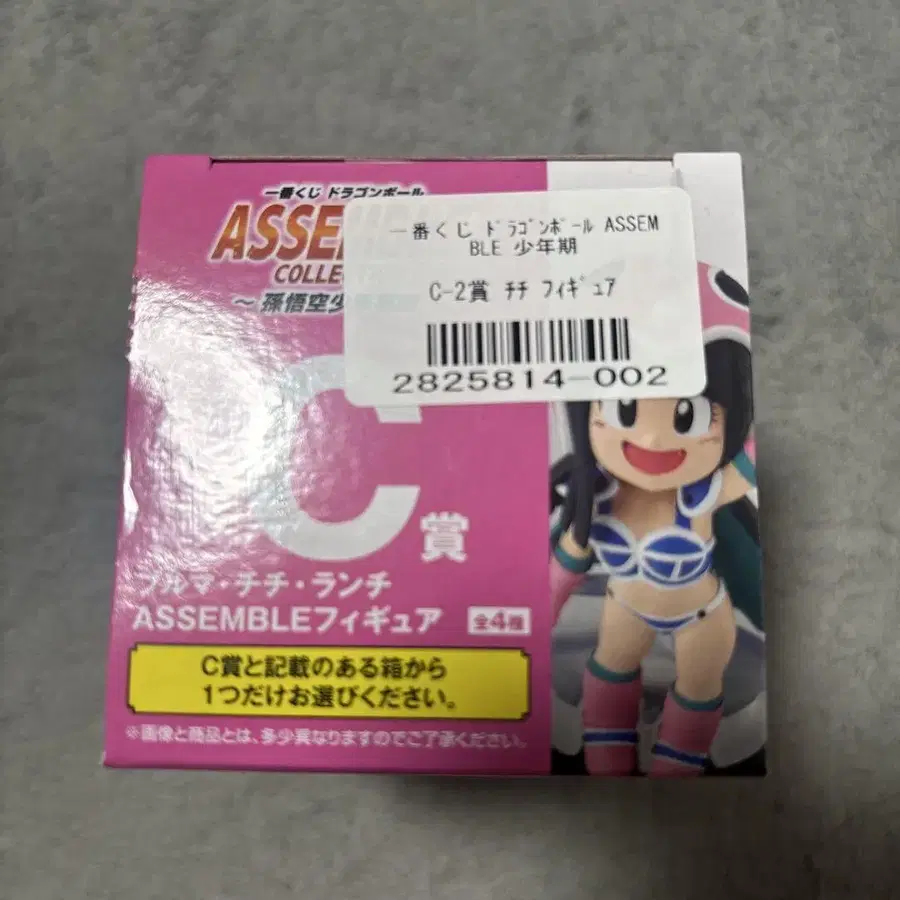 一番くじ ドラゴンボール
ASSEM
COLLE
～孫悟空少
一番くじ ﾄﾞﾗｺﾞﾝﾎﾞｰﾙ ASSEM
BLE 少年期
C-2賞 ﾁﾁ ﾌｨｷﾞｭｱ
2825814-002
C賞
ブルマ・チチ・ランチ
ASSEMBLEフィギュア 全4種
C賞と記載のある箱から
1つだけお選びください。
※画像と商品とは、多少異なりますのでご了承ください。